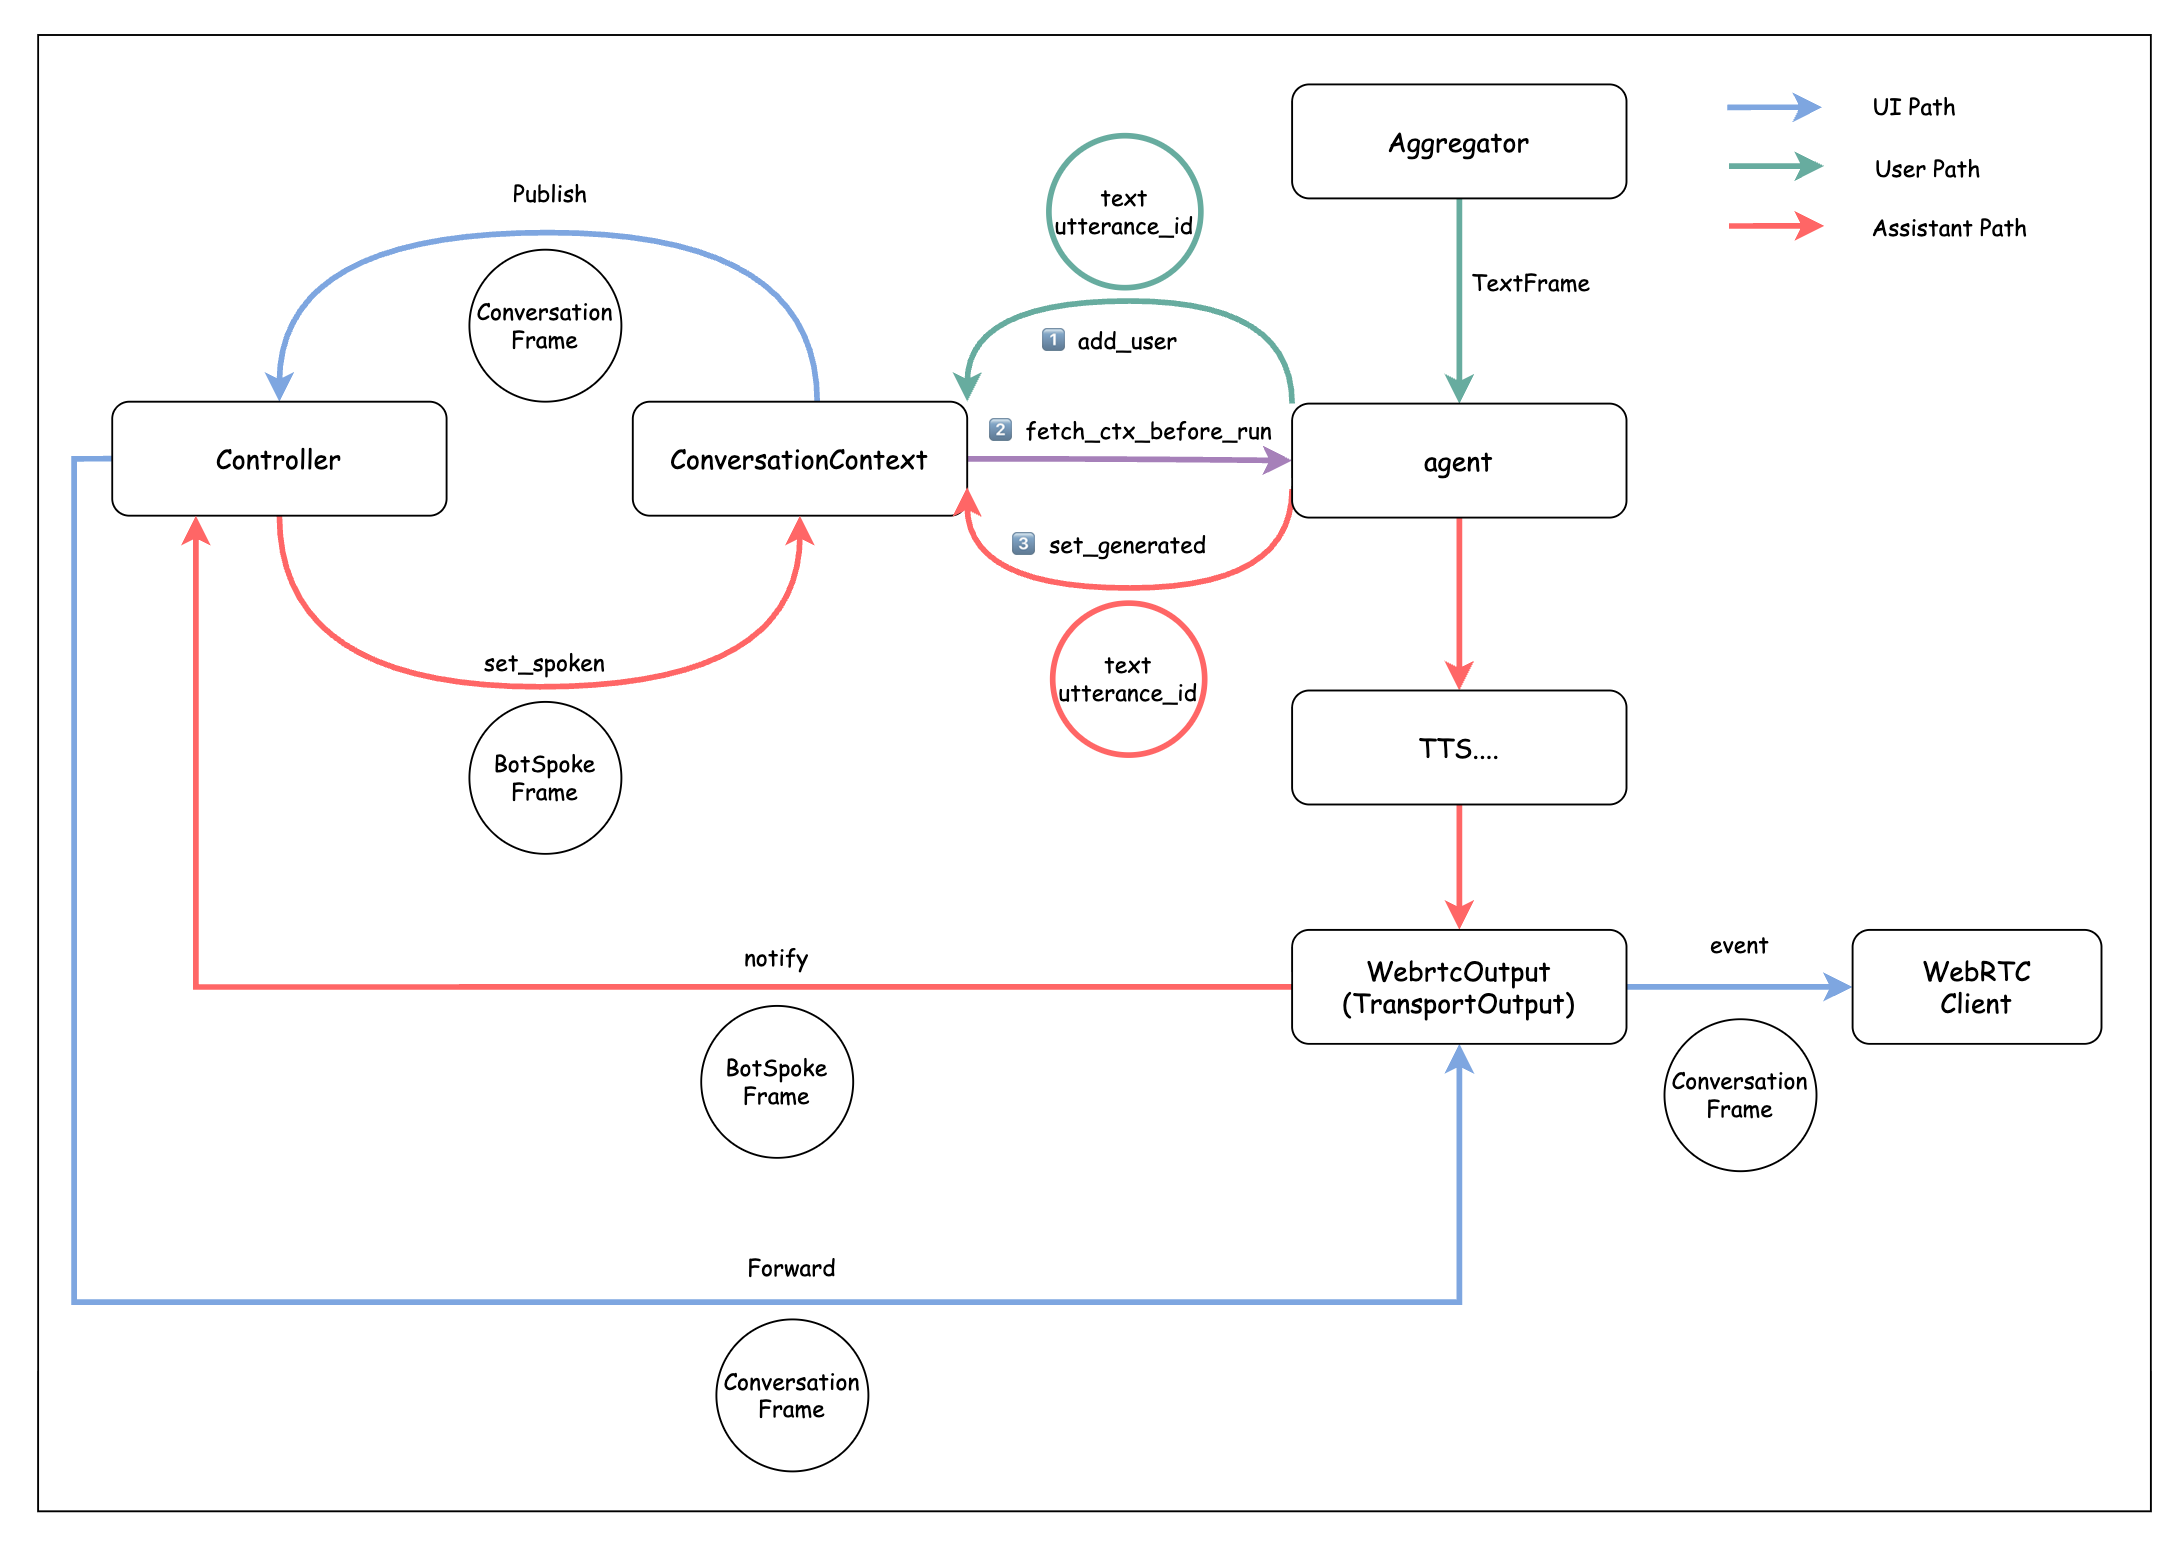 Aggregator
UI Path
User Path
Assistant Path
Publish
text
utterance_id
TextFrame
Conversation
Frame
1 add_user
Controller
ConversationContext
2 fetch_ctx_before_run
agent
3 set_generated
set_spoken
text
utterance_id
BotSpoke
Frame
TTS....
notify
WebrtcOutput
(TransportOutput)
event
WebRTC
Client
BotSpoke
Frame
Conversation
Frame
Forward
Conversation
Frame